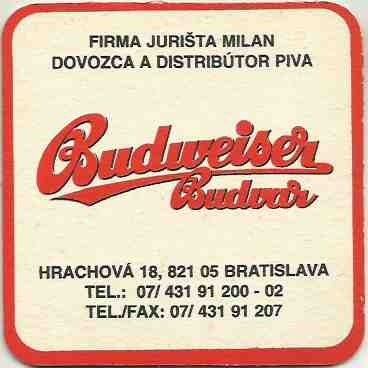 FIRMA JURIŠTA MILAN
DOVOZCA A DISTRIBÚTOR PIVA
Budweiser
Budvar
HRACHOVÁ 18, 821 05 BRATISLAVA
TEL.: 07/ 431 91 200 - 02
TEL./FAX: 07/ 431 91 207